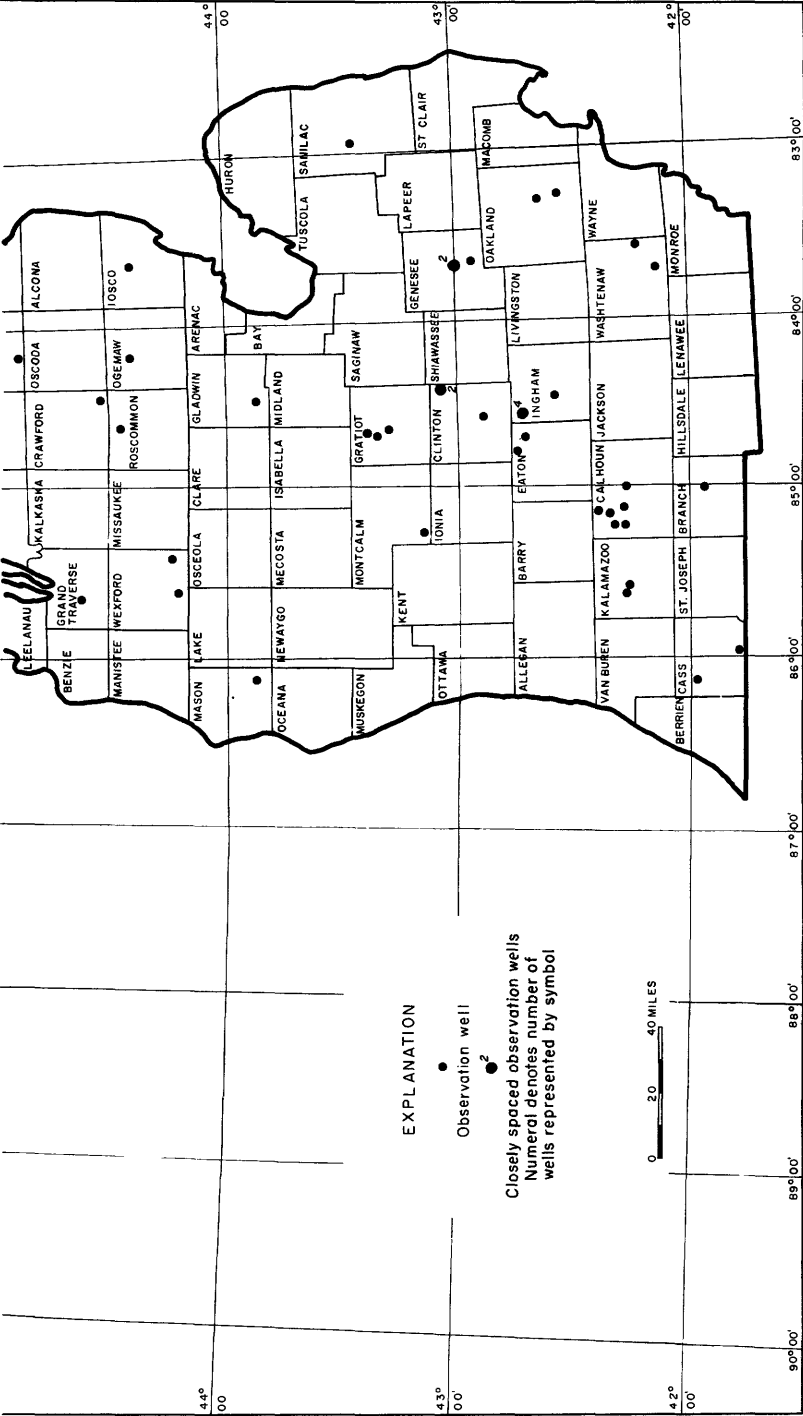 LEELANAU
KALKASKA
CRAWFORD
OSCODA
ALCONA
BENZIE
GRAND
TRAVERSE
MANISTEE
WEXFORD
MISSAUKEE
ROSCOMMON
OGEMAW
IOSCO
MASON
LAKE
OSCEOLA
CLARE
GLADWIN
ARENAC
44°
00'
44°
00'
HURON
BAY
OCEANA
NEWAYGO
MECOSTA
ISABELLA
MIDLAND
TUSCOLA
SANILAC
MUSKEGON
MONTCALM
GRATIOT
SAGINAW
KENT
LAPEER
GENESEE
ST CLAIR
OTTAWA
IONIA
CLINTON
SHIAWASSEE
2
2
43°
00'
43°
00'
EXPLANATION
Observation well
2
Closely spaced observation wells
Numeral denotes number of
wells represented by symbol
ALLEGAN
BARRY
EATON
INGHAM
4
LIVINGSTON
OAKLAND
MACOMB
VAN BUREN
KALAMAZOO
CALHOUN
JACKSON
WASHTENAW
WAYNE
0 20 40 MILES
BERRIEN
CASS
ST. JOSEPH
BRANCH
HILLSDALE
LENAWEE
MONROE
42°
00'
42°
00'
90°00'
89°00'
88°00'
87°00'
86°00'
85°00'
84°00'
83°00'